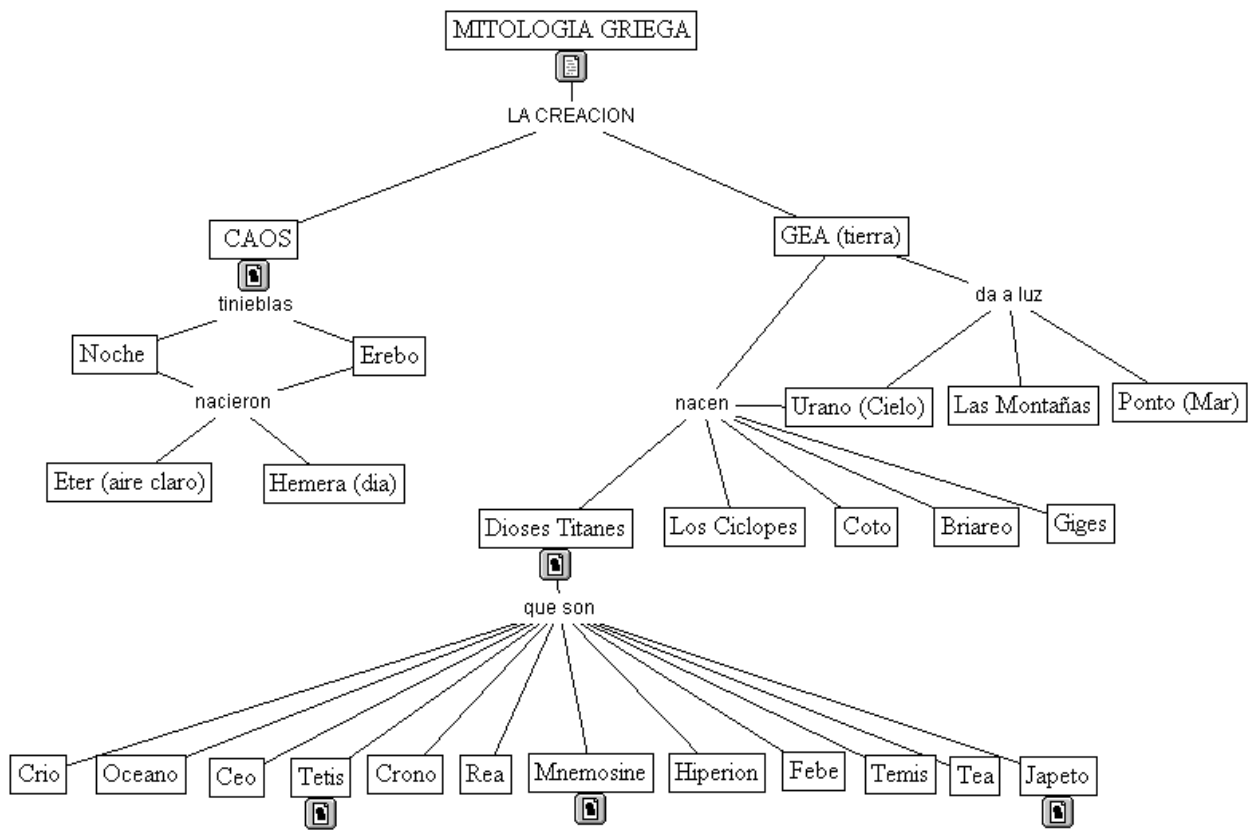 MITOLOGIA GRIEGA
LA CREACION
CAOS
GEA (tierra)
tinieblas
da a luz
Noche
Erebo
nacieron
nacen
Urano (Cielo)
Las Montañas
Ponto (Mar)
Eter (aire claro)
Hemera (dia)
Dioses Titanes
Los Ciclopes
Coto
Briareo
Giges
que son
Crio
Oceano
Ceo
Tetis
Crono
Rea
Mnemosine
Hiperion
Febe
Temis
Tea
Japeto